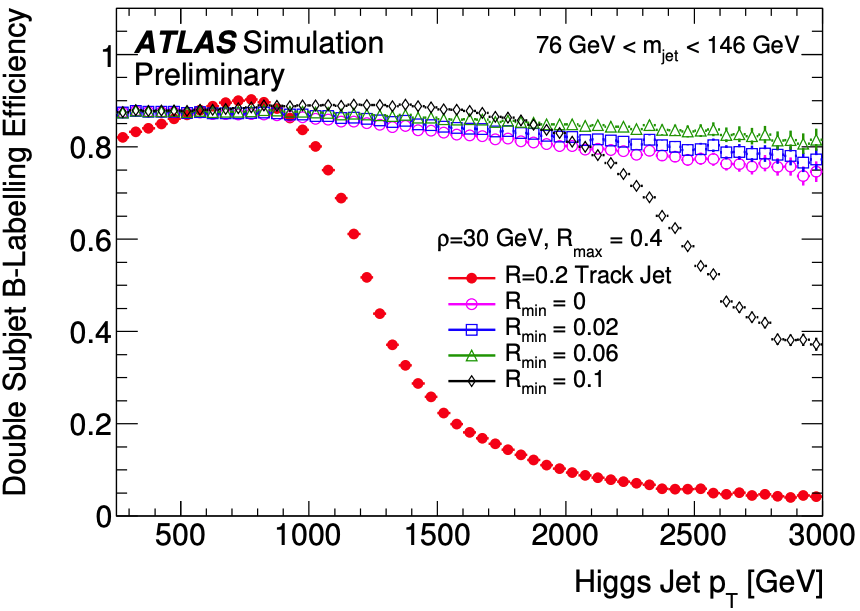 ATLAS Simulation
Preliminary
76 GeV < m_jet < 146 GeV
Double Subjet B-Labelling Efficiency
1
0.8
0.6
0.4
0.2
0
ρ=30 GeV, R_max = 0.4
R=0.2 Track Jet
R_min = 0
R_min = 0.02
R_min = 0.06
R_min = 0.1
500 1000 1500 2000 2500 3000
Higgs Jet p_T [GeV]